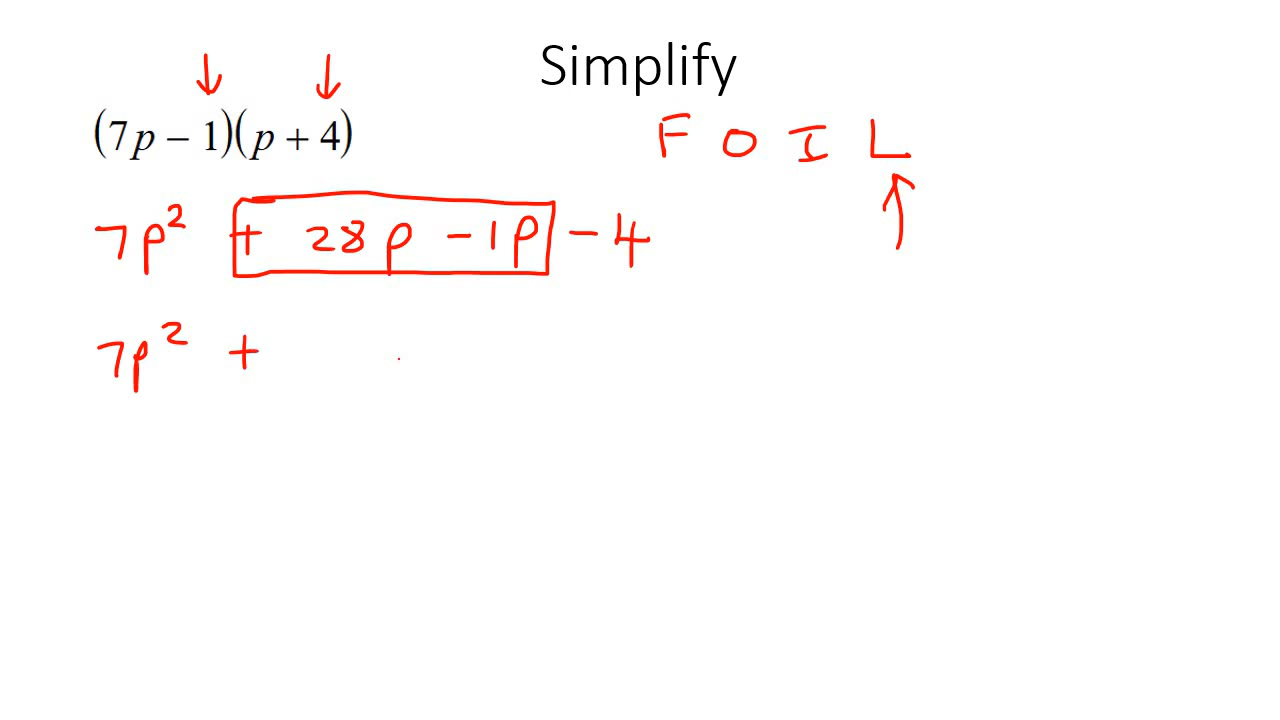 Simplify
(7p − 1)(p + 4)
F O I L
7p² + 28p − 1p − 4
7p² +